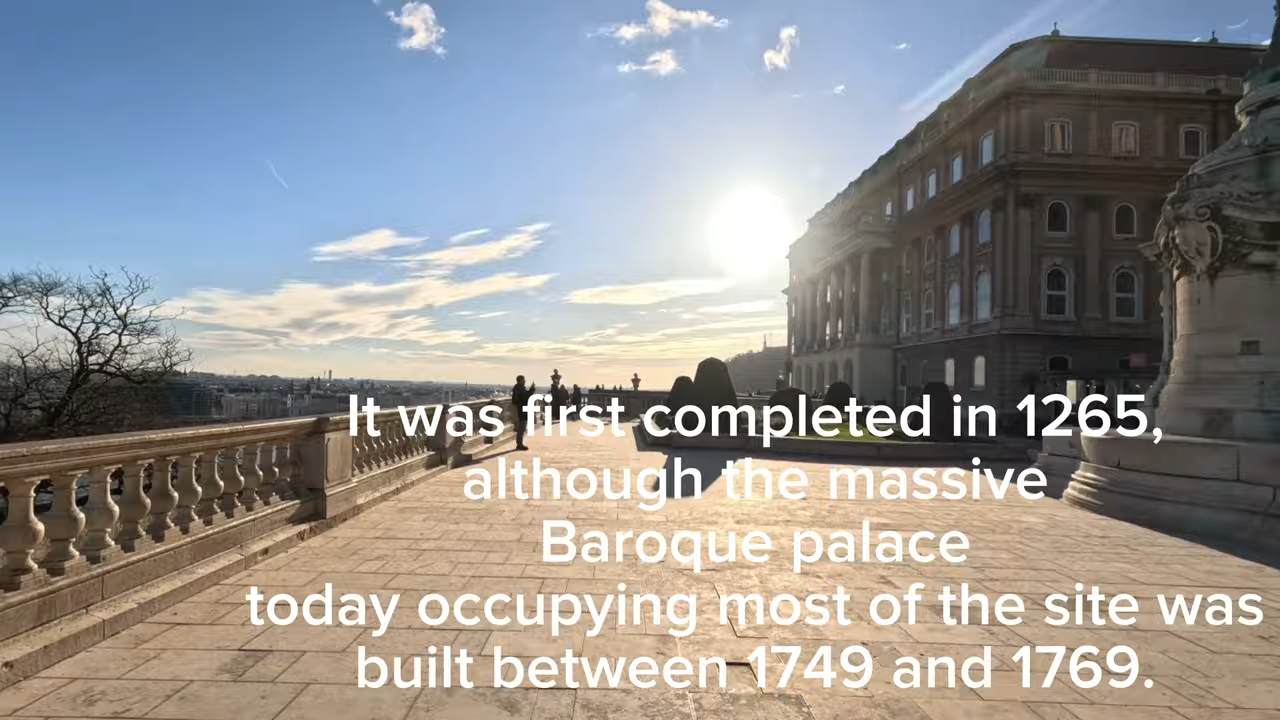 It was first completed in 1265,
although the massive
Baroque palace
today occupying most of the site was
built between 1749 and 1769.